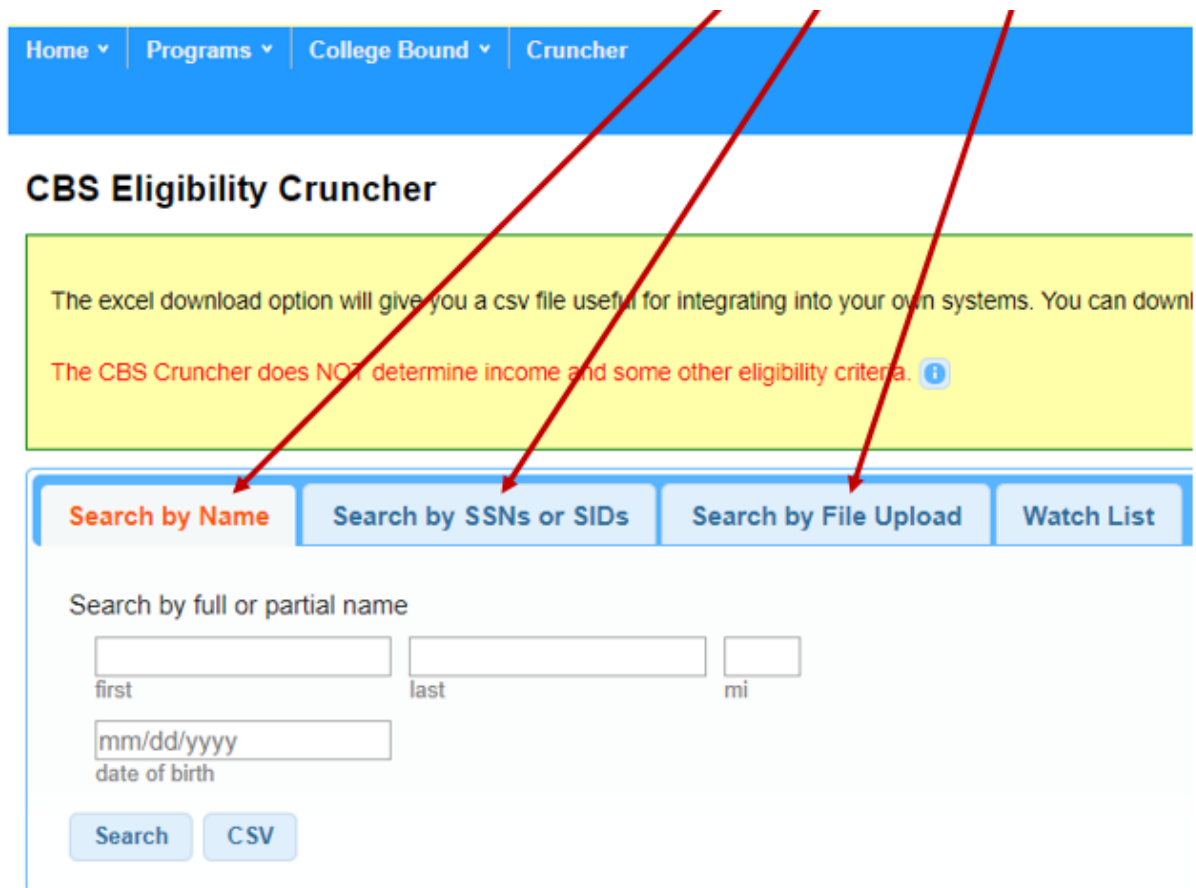 Home Programs College Bound Cruncher
CBS Eligibility Cruncher
The excel download option will give you a csv file useful for integrating into your own systems. You can downl
The CBS Cruncher does NOT determine income and some other eligibility criteria.
Search by Name Search by SSNs or SIDs Search by File Upload Watch List
Search by full or partial name
first last mi
mm/dd/yyyy
date of birth
Search CSV